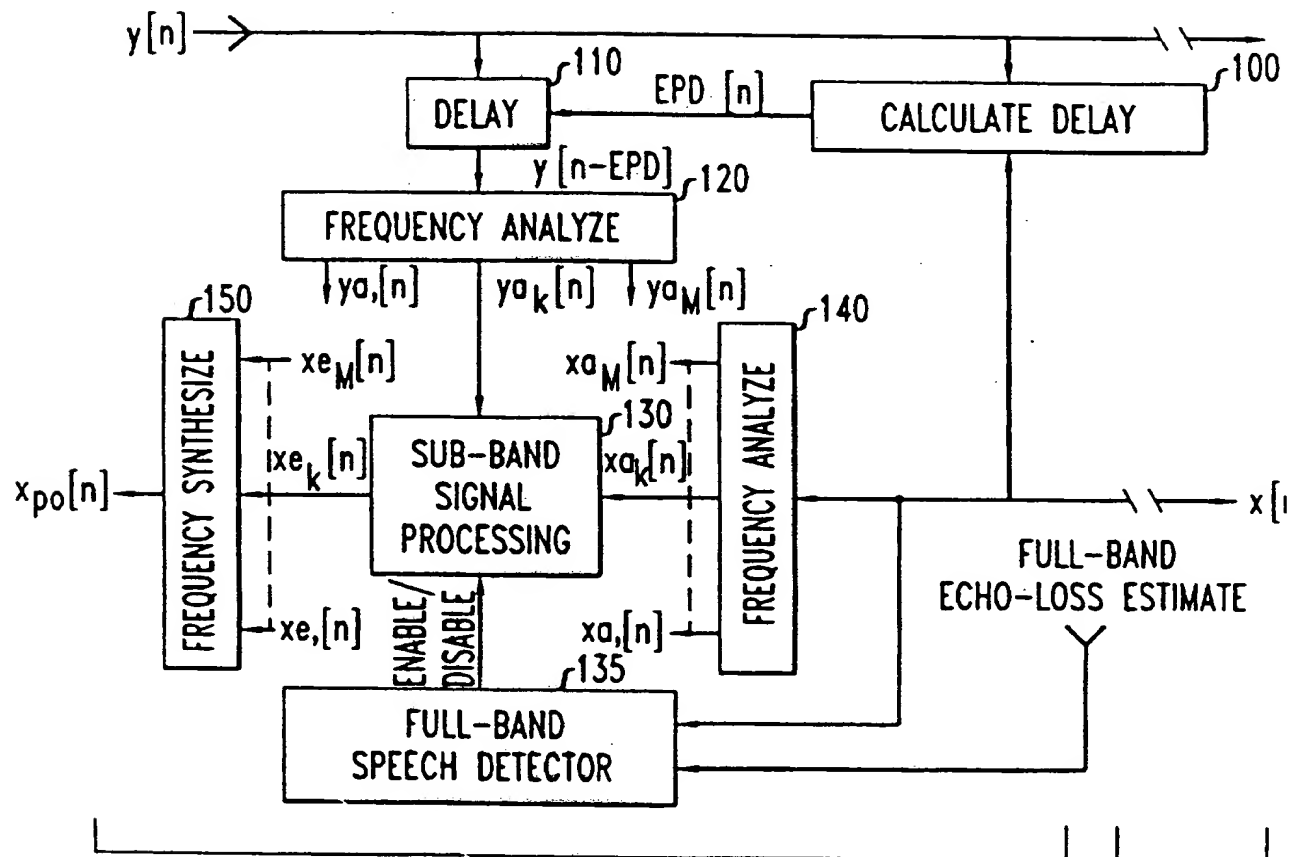 y[n]
110
100
EPD [n]
DELAY
CALCULATE DELAY
y [n-EPD]
120
FREQUENCY ANALYZE
ya,[n]
ya_k[n]
ya_M[n]
150
140
FREQUENCY SYNTHESIZE
xe_M[n]
xa_M[n]
FREQUENCY ANALYZE
130
xe_k[n]
SUB-BAND
SIGNAL
PROCESSING
xa_k[n]
x_po[n]
x[
FULL-BAND
ECHO-LOSS ESTIMATE
xe,[n]
xa,[n]
ENABLE/
DISABLE
135
FULL-BAND
SPEECH DETECTOR